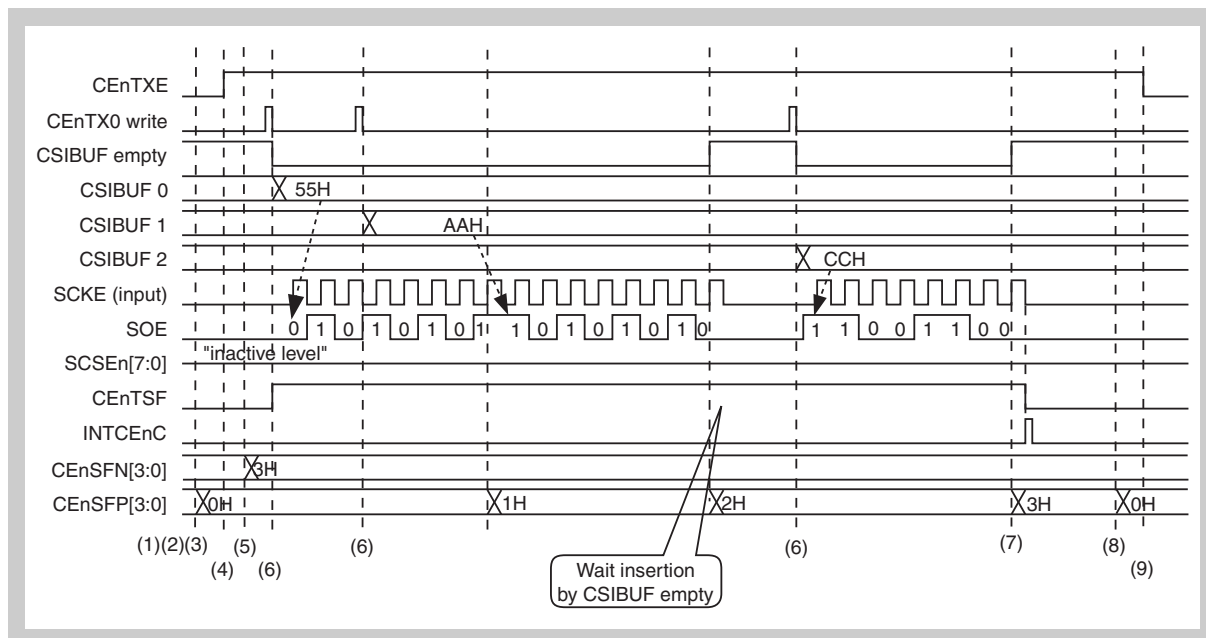 CEnTXE
CEnTX0 write
CSIBUF empty
CSIBUF 0 55H
CSIBUF 1 AAH
CSIBUF 2 CCH
SCKE (input)
SOE 0 1 0 1 0 1 0 1 1 0 1 0 1 0 1 0 1 1 0 0 1 1 0 0
"inactive level"
SCSEn[7:0]
CEnTSF
INTCEnC
CEnSFN[3:0] 3H
CEnSFP[3:0] 0H 1H 2H 3H 0H
(1)(2)(3) (5) (6) (6) (7) (8)
(4) (6) (9)
Wait insertion
by CSIBUF empty